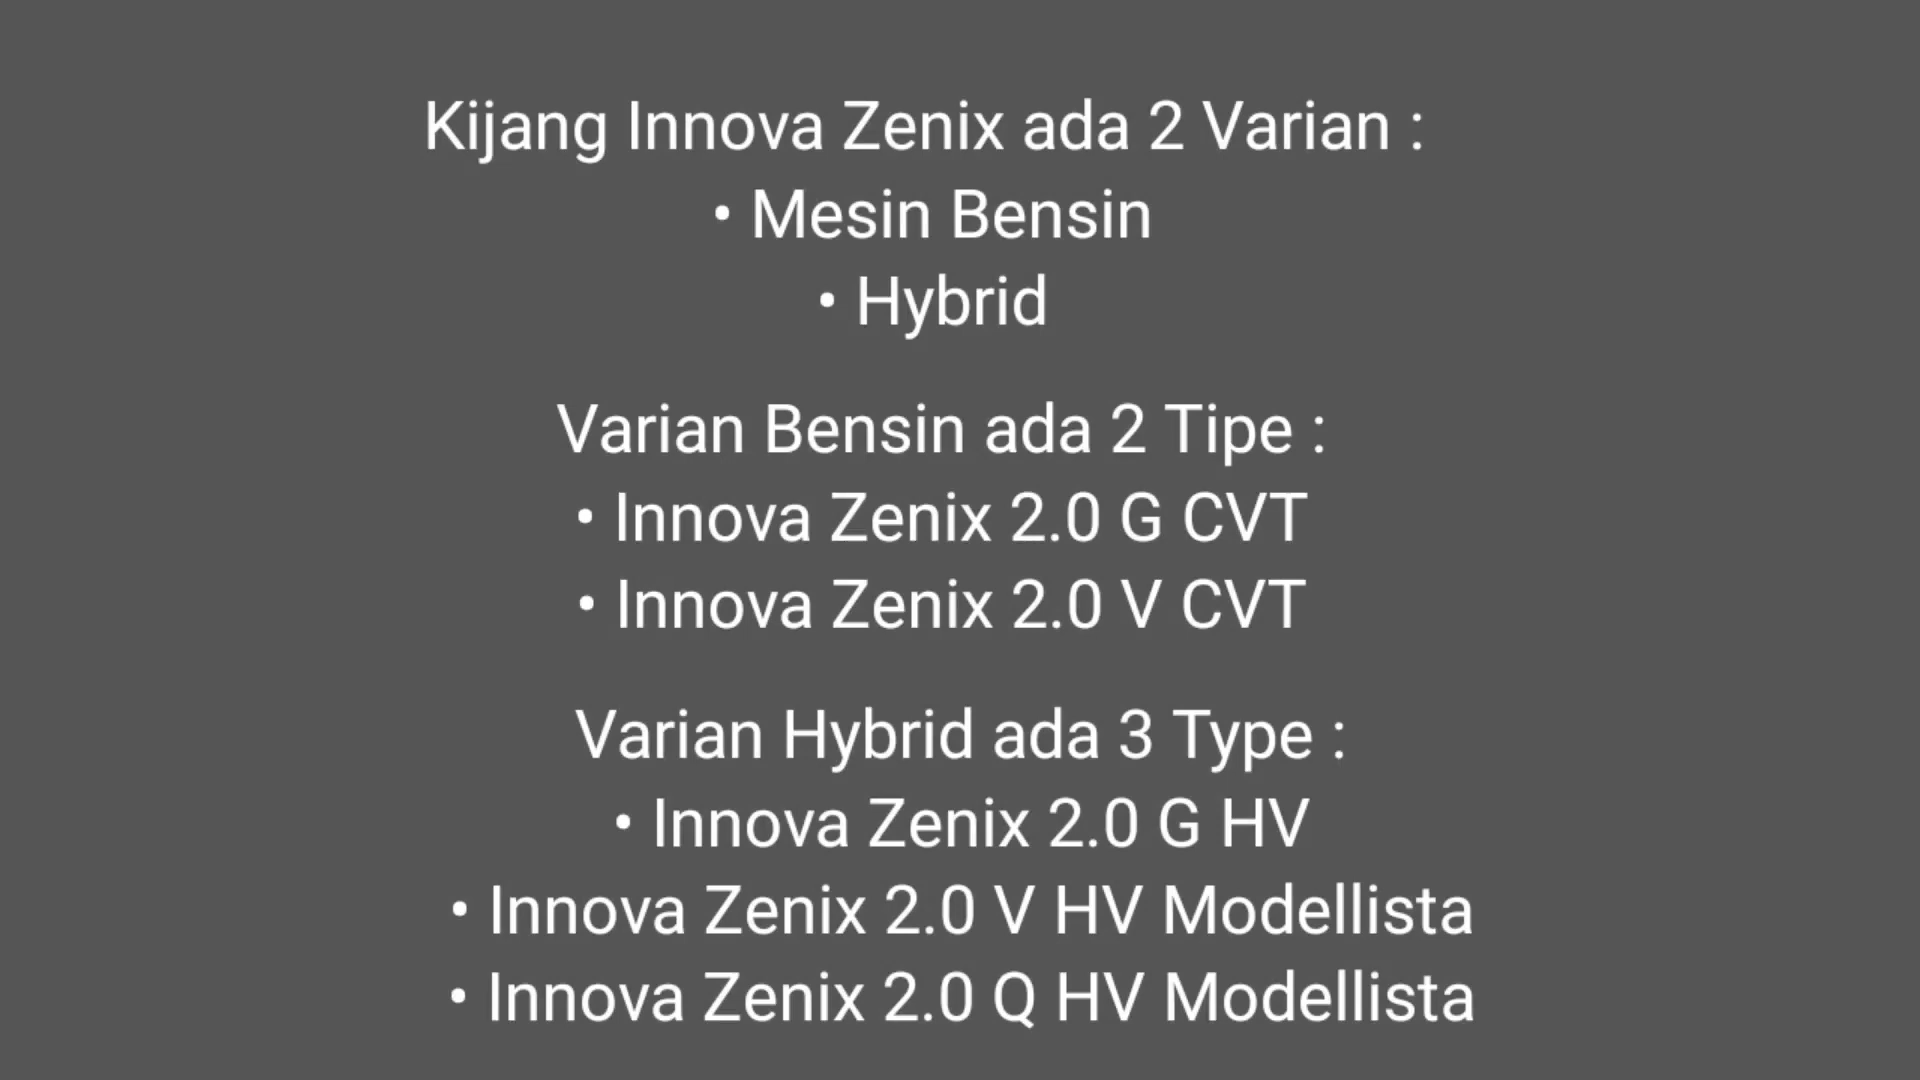 Kijang Innova Zenix ada 2 Varian :
• Mesin Bensin
• Hybrid
Varian Bensin ada 2 Tipe :
• Innova Zenix 2.0 G CVT
• Innova Zenix 2.0 V CVT
Varian Hybrid ada 3 Type :
• Innova Zenix 2.0 G HV
• Innova Zenix 2.0 V HV Modellista
• Innova Zenix 2.0 Q HV Modellista